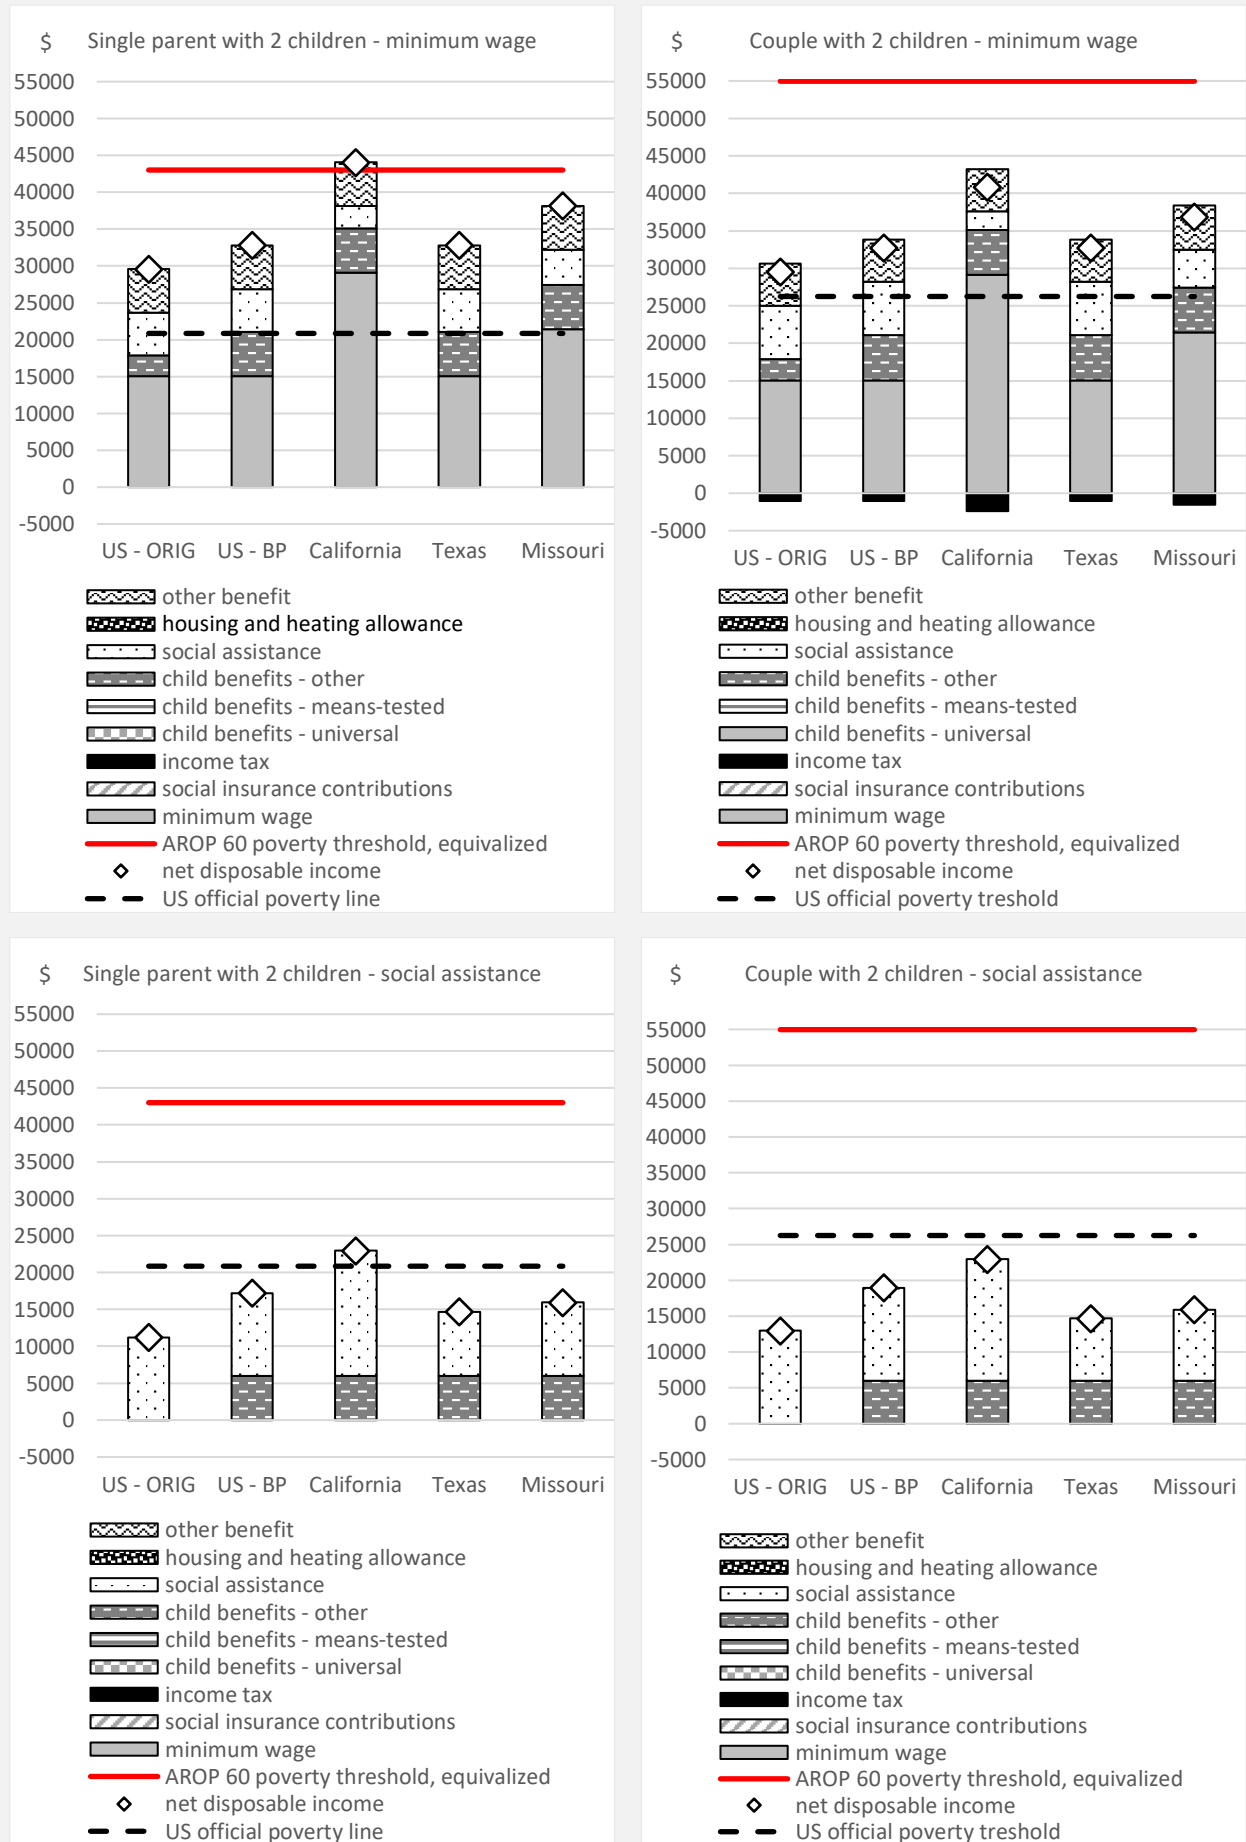 $ Single parent with 2 children - minimum wage
55000
50000
45000
40000
35000
30000
25000
20000
15000
10000
5000
0
-5000
US - ORIG US - BP California Texas Missouri
other benefit
housing and heating allowance
social assistance
child benefits - other
child benefits - means-tested
child benefits - universal
income tax
social insurance contributions
minimum wage
AROP 60 poverty threshold, equivalized
net disposable income
US official poverty line
$ Couple with 2 children - minimum wage
55000
50000
45000
40000
35000
30000
25000
20000
15000
10000
5000
0
-5000
US - ORIG US - BP California Texas Missouri
other benefit
housing and heating allowance
social assistance
child benefits - other
child benefits - means-tested
child benefits - universal
income tax
social insurance contributions
minimum wage
AROP 60 poverty threshold, equivalized
net disposable income
US official poverty treshold
$ Single parent with 2 children - social assistance
55000
50000
45000
40000
35000
30000
25000
20000
15000
10000
5000
0
-5000
US - ORIG US - BP California Texas Missouri
other benefit
housing and heating allowance
social assistance
child benefits - other
child benefits - means-tested
child benefits - universal
income tax
social insurance contributions
minimum wage
AROP 60 poverty threshold, equivalized
net disposable income
US official poverty line
$ Couple with 2 children - social assistance
55000
50000
45000
40000
35000
30000
25000
20000
15000
10000
5000
0
-5000
US - ORIG US - BP California Texas Missouri
other benefit
housing and heating allowance
social assistance
child benefits - other
child benefits - means-tested
child benefits - universal
income tax
social insurance contributions
minimum wage
AROP 60 poverty threshold, equivalized
net disposable income
US official poverty treshold